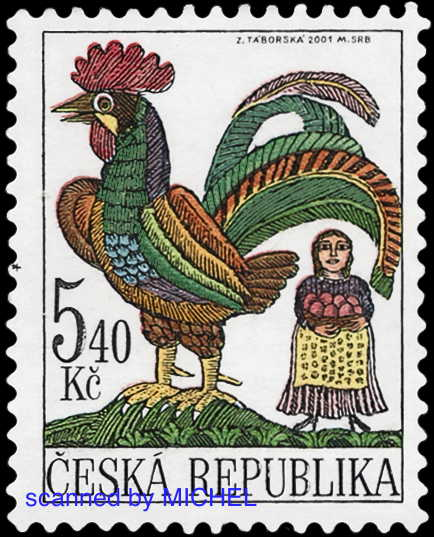 Z. TÁBORSKÁ 2001 M. SRB
5,40
Kč
ČESKÁ REPUBLIKA
scanned by MICHEL